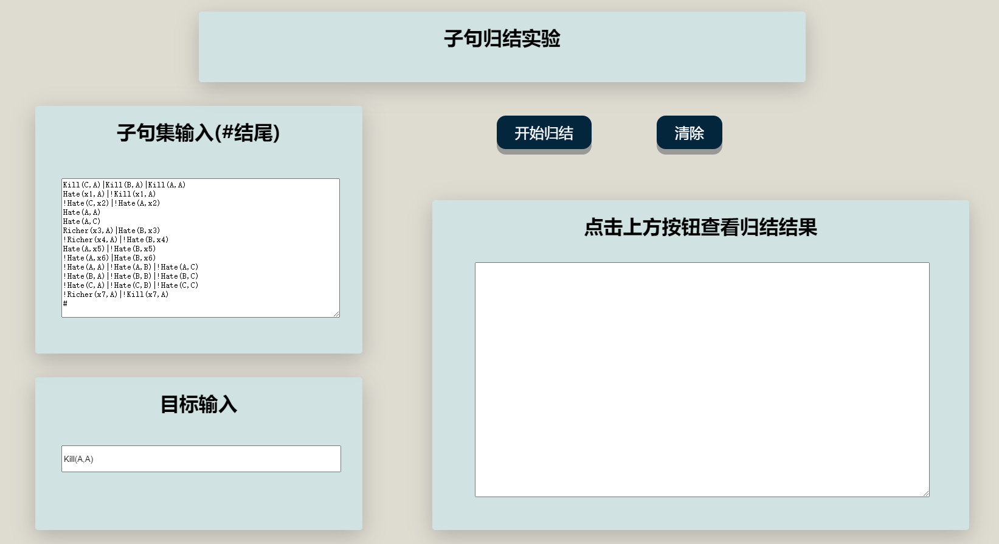 子句归结实验
子句集输入(#结尾)
Kill(C,A)|Kill(B,A)|Kill(A,A)
Hate(x1,A)|!Kill(x1,A)
!Hate(C,x2)|!Hate(A,x2)
Hate(A,A)
Hate(A,C)
Richer(x3,A)|Hate(B,x3)
!Richer(x4,A)|!Hate(B,x4)
Hate(A,x5)|!Hate(B,x5)
!Hate(A,x6)|Hate(B,x6)
!Hate(A,A)|!Hate(A,B)|!Hate(A,C)
!Hate(B,A)|!Hate(B,B)|!Hate(B,C)
!Hate(C,A)|!Hate(C,B)|!Hate(C,C)
!Richer(x7,A)|!Kill(x7,A)
#
目标输入
Kill(A,A)
开始归结
清除
点击上方按钮查看归结结果